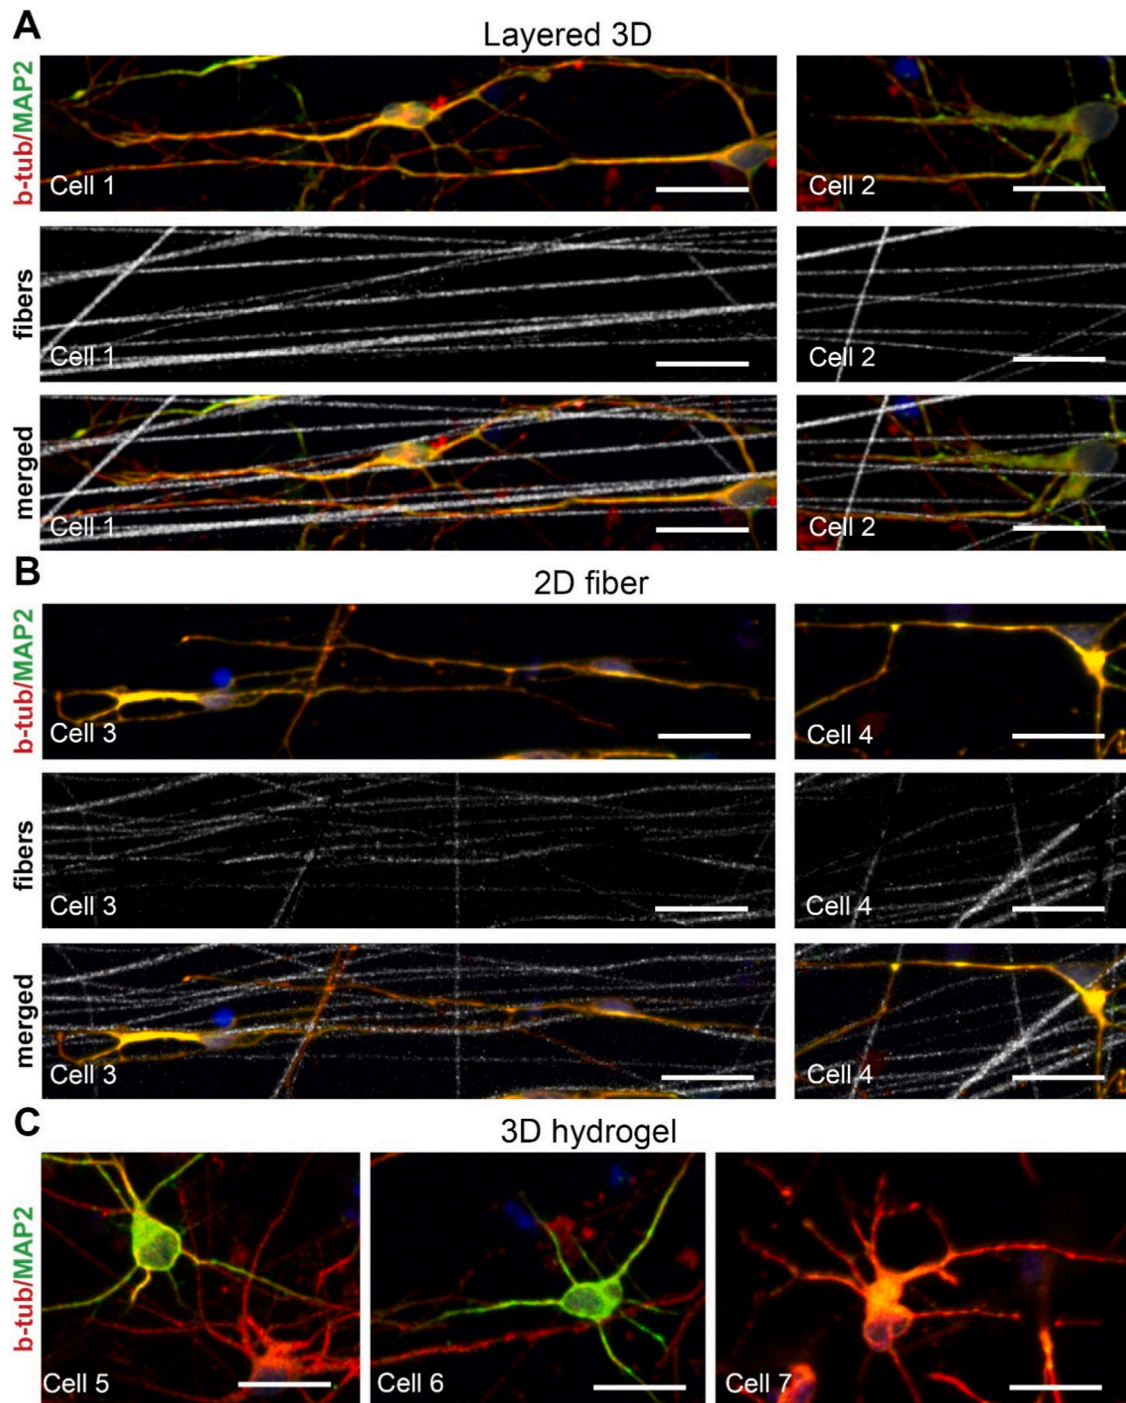 A
Layered 3D
b-tub/MAP2
Cell 1
Cell 2
fibers
Cell 1
Cell 2
merged
Cell 1
Cell 2
B
2D fiber
b-tub/MAP2
Cell 3
Cell 4
fibers
Cell 3
Cell 4
merged
Cell 3
Cell 4
C
3D hydrogel
b-tub/MAP2
Cell 5
Cell 6
Cell 7